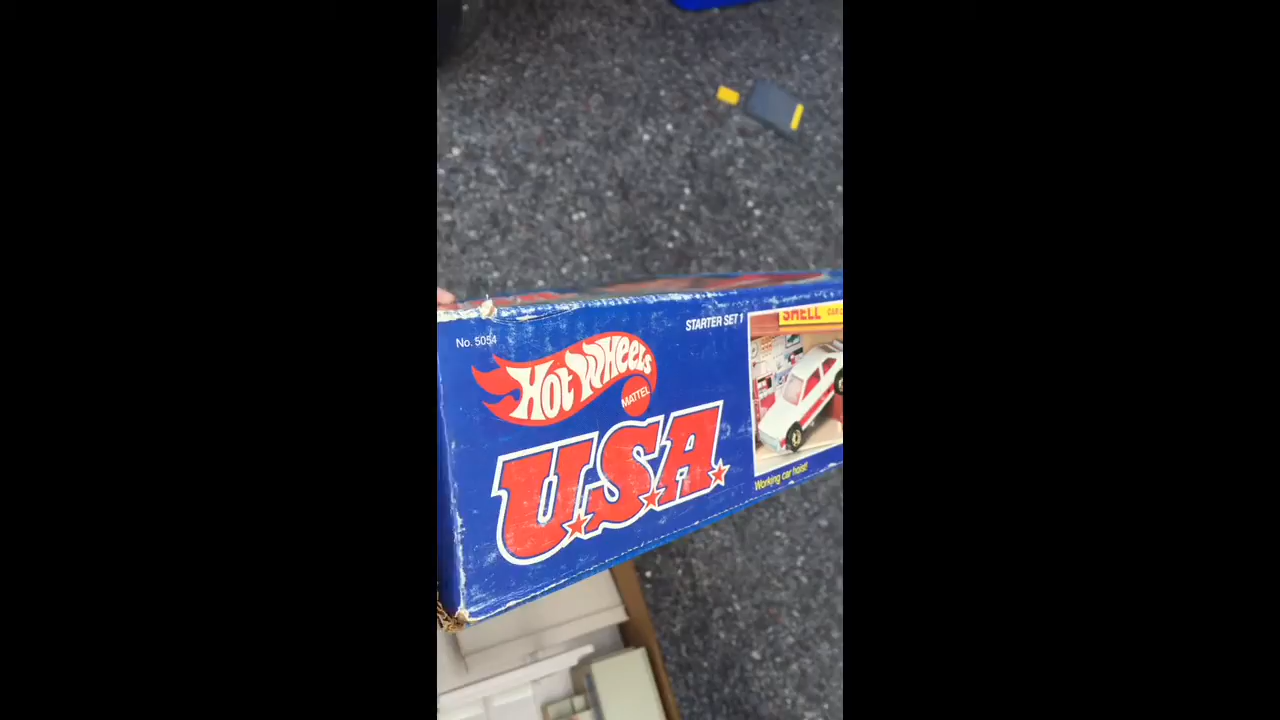 No. 5054
STARTER SET 1
HOT WHEELS
MATTEL
U.S.A.
SHELL
Working car hoist!